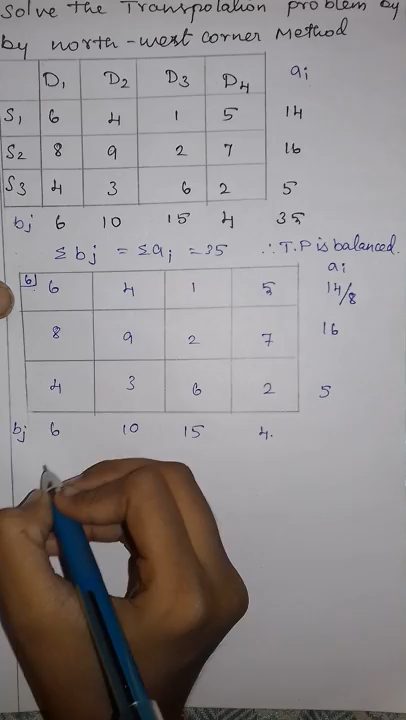 Solve the Transpolation problem by
by north-west corner Method
D1 D2 D3 D4 ai
S1 6 4 1 5 14
S2 8 9 2 7 16
S3 4 3 6 2 5
bj 6 10 15 4 35
Σbj = Σai = 35 ∴ T.P is balanced.
ai
6 6 4 1 5 14/8
8 9 2 7 16
4 3 6 2 5
bj 6 10 15 4.